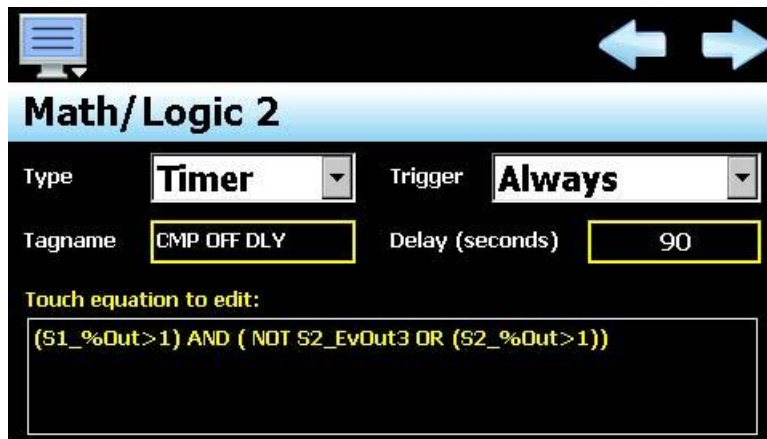 Math/Logic 2
Type Timer Trigger Always
Tagname CMP OFF DLY Delay (seconds) 90
Touch equation to edit:
(S1_%Out>1) AND ( NOT S2_EvOut3 OR (S2_%Out>1))